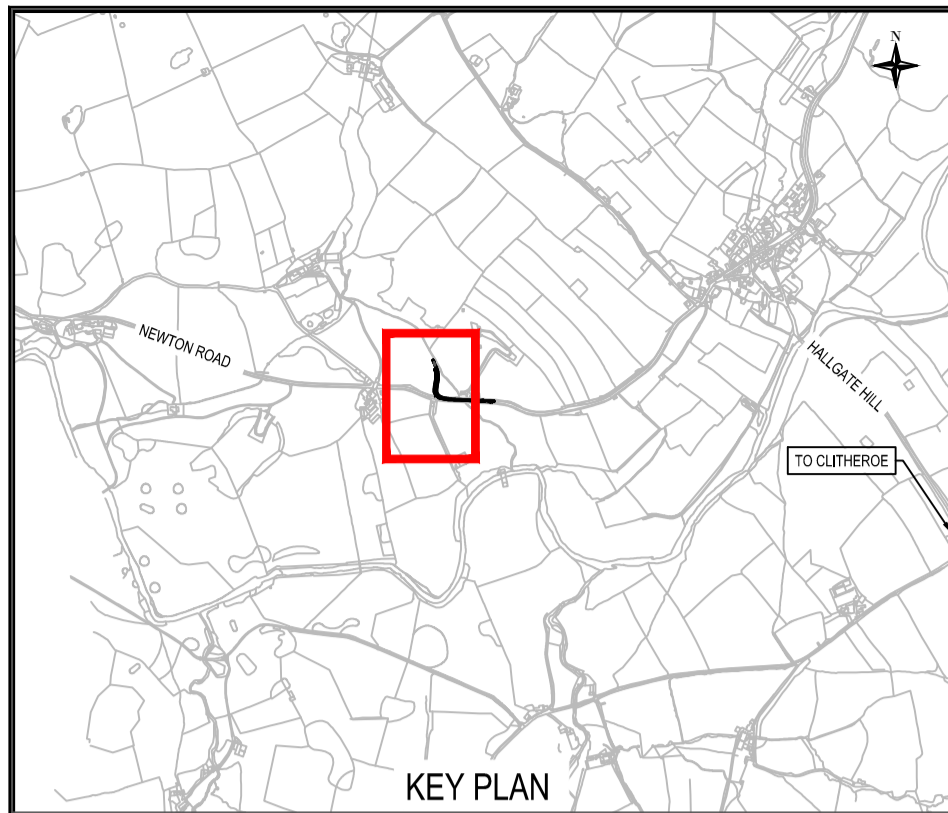 N
NEWTON ROAD
HALLGATE HILL
TO CLITHEROE
KEY PLAN